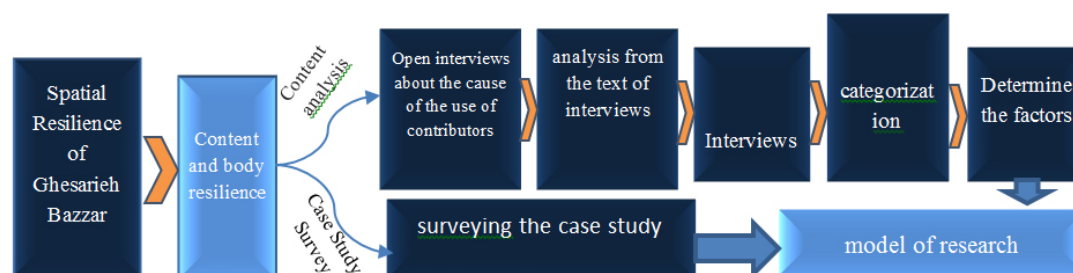 Spatial
Resilience
of
Ghesarieh
Bazzar
Content
and body
resilience
Content
analysis
Case Study
Survey
Open interviews
about the cause
of the use of
contributors
analysis from
the text of
interviews
Interviews
categorizat
ion
Determine
the factors
surveying the case study
model of research